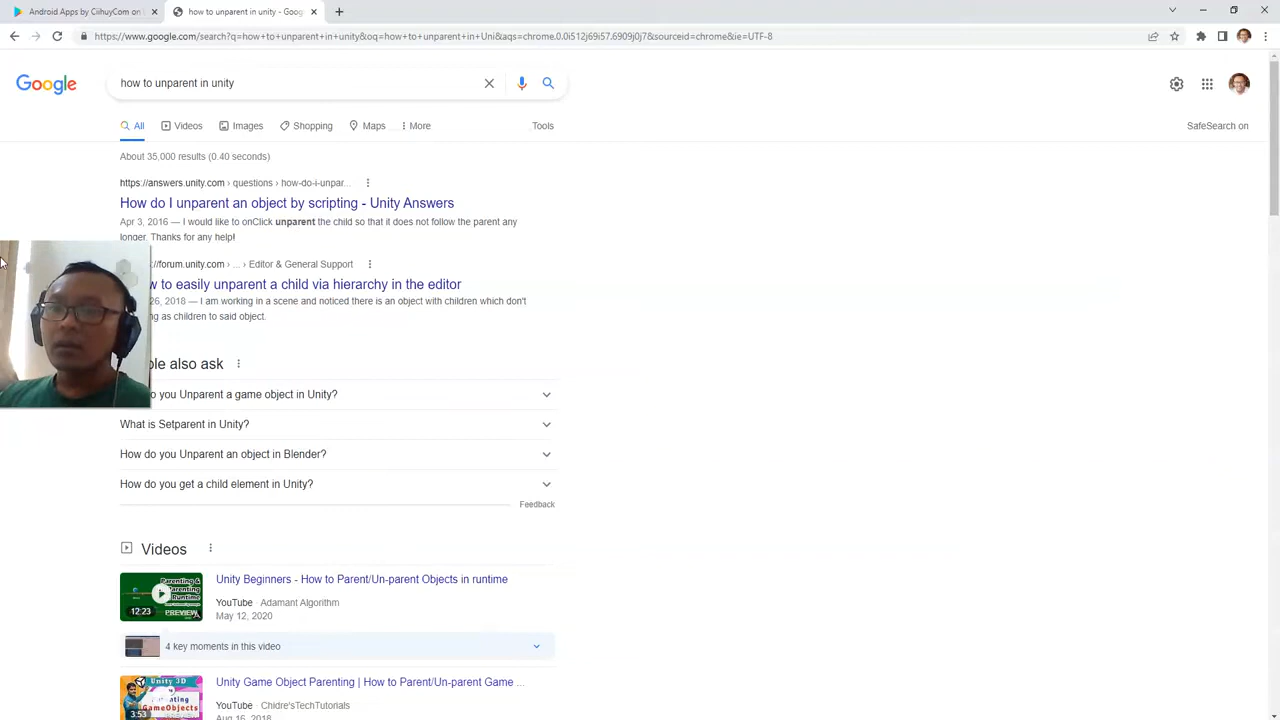 Android Apps by CiihuyCom on
how to unparent in unity - Goog
https://www.google.com/search?q=how+to+unparent+in+unity&oq=how+to+unparent+in+Uni&aqs=chrome.0.0i512j69i57.6909j0j7&sourceid=chrome&ie=UTF-8
Google
how to unparent in unity
All
Videos
Images
Shopping
Maps
More
Tools
SafeSearch on
About 35,000 results (0.40 seconds)
https://answers.unity.com › questions › how-do-i-unpar...
How do I unparent an object by scripting - Unity Answers
Apr 3, 2016 — I would like to onClick unparent the child so that it does not follow the parent any
longer. Thanks for any help!
://forum.unity.com › ... › Editor & General Support
w to easily unparent a child via hierarchy in the editor
26, 2018 — I am working in a scene and noticed there is an object with children which don't
ing as children to said object.
ple also ask
o you Unparent a game object in Unity?
What is Setparent in Unity?
How do you Unparent an object in Blender?
How do you get a child element in Unity?
Feedback
Videos
Unity Beginners - How to Parent/Un-parent Objects in runtime
YouTube · Adamant Algorithm
May 12, 2020
12:23
PREVIEW
4 key moments in this video
Unity Game Object Parenting | How to Parent/Un-parent Game ...
YouTube · Chidre'sTechTutorials
Aug 16, 2018
Unity 3D
GameObjects
3:53